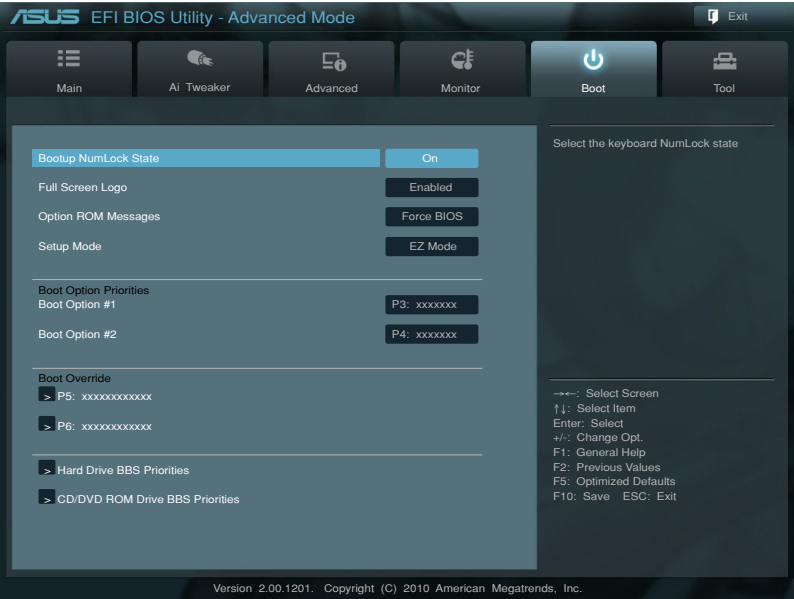 ASUS EFI BIOS Utility - Advanced Mode
Exit
Main
Ai Tweaker
Advanced
Monitor
Boot
Tool
Bootup NumLock State On
Full Screen Logo Enabled
Option ROM Messages Force BIOS
Setup Mode EZ Mode
Boot Option Priorities
Boot Option #1 P3: xxxxxxx
Boot Option #2 P4: xxxxxxx
Boot Override
> P5: xxxxxxxxxxxx
> P6: xxxxxxxxxxxx
> Hard Drive BBS Priorities
> CD/DVD ROM Drive BBS Priorities
Select the keyboard NumLock state
→←: Select Screen
↑↓: Select Item
Enter: Select
+/-: Change Opt.
F1: General Help
F2: Previous Values
F5: Optimized Defaults
F10: Save ESC: Exit
Version 2.00.1201. Copyright (C) 2010 American Megatrends, Inc.